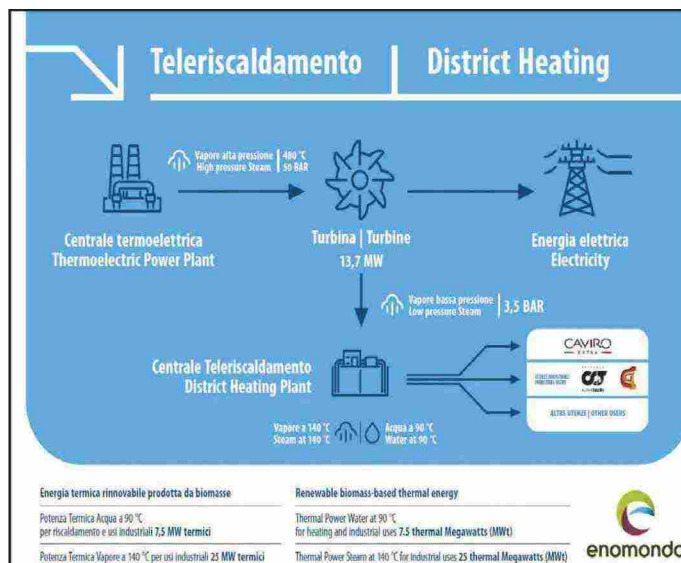 Teleriscaldamento | District Heating
Vapore alta pressione | 480 °C
High pressure Steam | 50 BAR
Centrale termoelettrica
Thermoelectric Power Plant
Turbina | Turbine
13,7 MW
Energia elettrica
Electricity
Vapore bassa pressione | 3,5 BAR
Low pressure Steam
Centrale Teleriscaldamento
District Heating Plant
CAVIRO
EXTRA
ALTRE UTENZE | OTHER USERS
Vapore a 140 °C
Steam at 140 °C
Acqua a 90 °C
Water at 90 °C
Energia termica rinnovabile prodotta da biomasse
Potenza Termica Acqua a 90 °C
per riscaldamento e usi industriali 7,5 MW termici
Potenza Termica Vapore a 140 °C per usi industriali 25 MW termici
Renewable biomass-based thermal energy
Thermal Power Water at 90 °C
for heating and industrial uses 7.5 thermal Megawatts (MWt)
Thermal Power Steam at 140 °C for industrial uses 25 thermal Megawatts (MWt)
enomondo